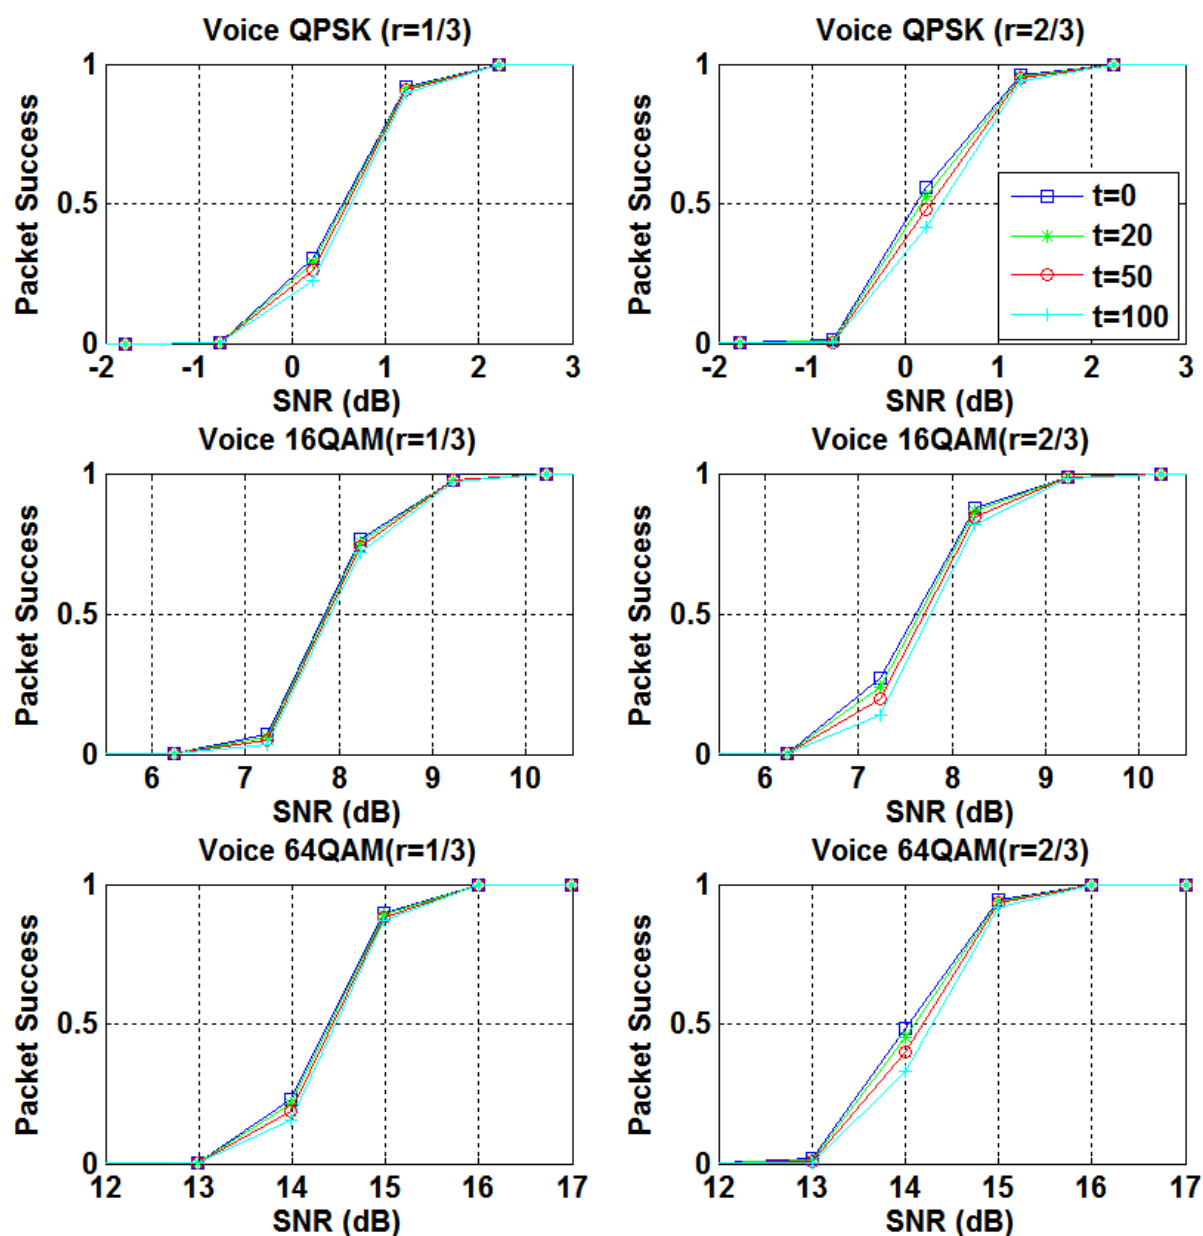 Voice QPSK (r=1/3)
Packet Success
1
0.5
0
-2 -1 0 1 2 3
SNR (dB)
Voice QPSK (r=2/3)
Packet Success
1
0.5
0
-2 -1 0 1 2 3
SNR (dB)
t=0
t=20
t=50
t=100
Voice 16QAM(r=1/3)
Packet Success
1
0.5
0
6 7 8 9 10
SNR (dB)
Voice 16QAM(r=2/3)
Packet Success
1
0.5
0
6 7 8 9 10
SNR (dB)
Voice 64QAM(r=1/3)
Packet Success
1
0.5
0
12 13 14 15 16 17
SNR (dB)
Voice 64QAM(r=2/3)
Packet Success
1
0.5
0
12 13 14 15 16 17
SNR (dB)